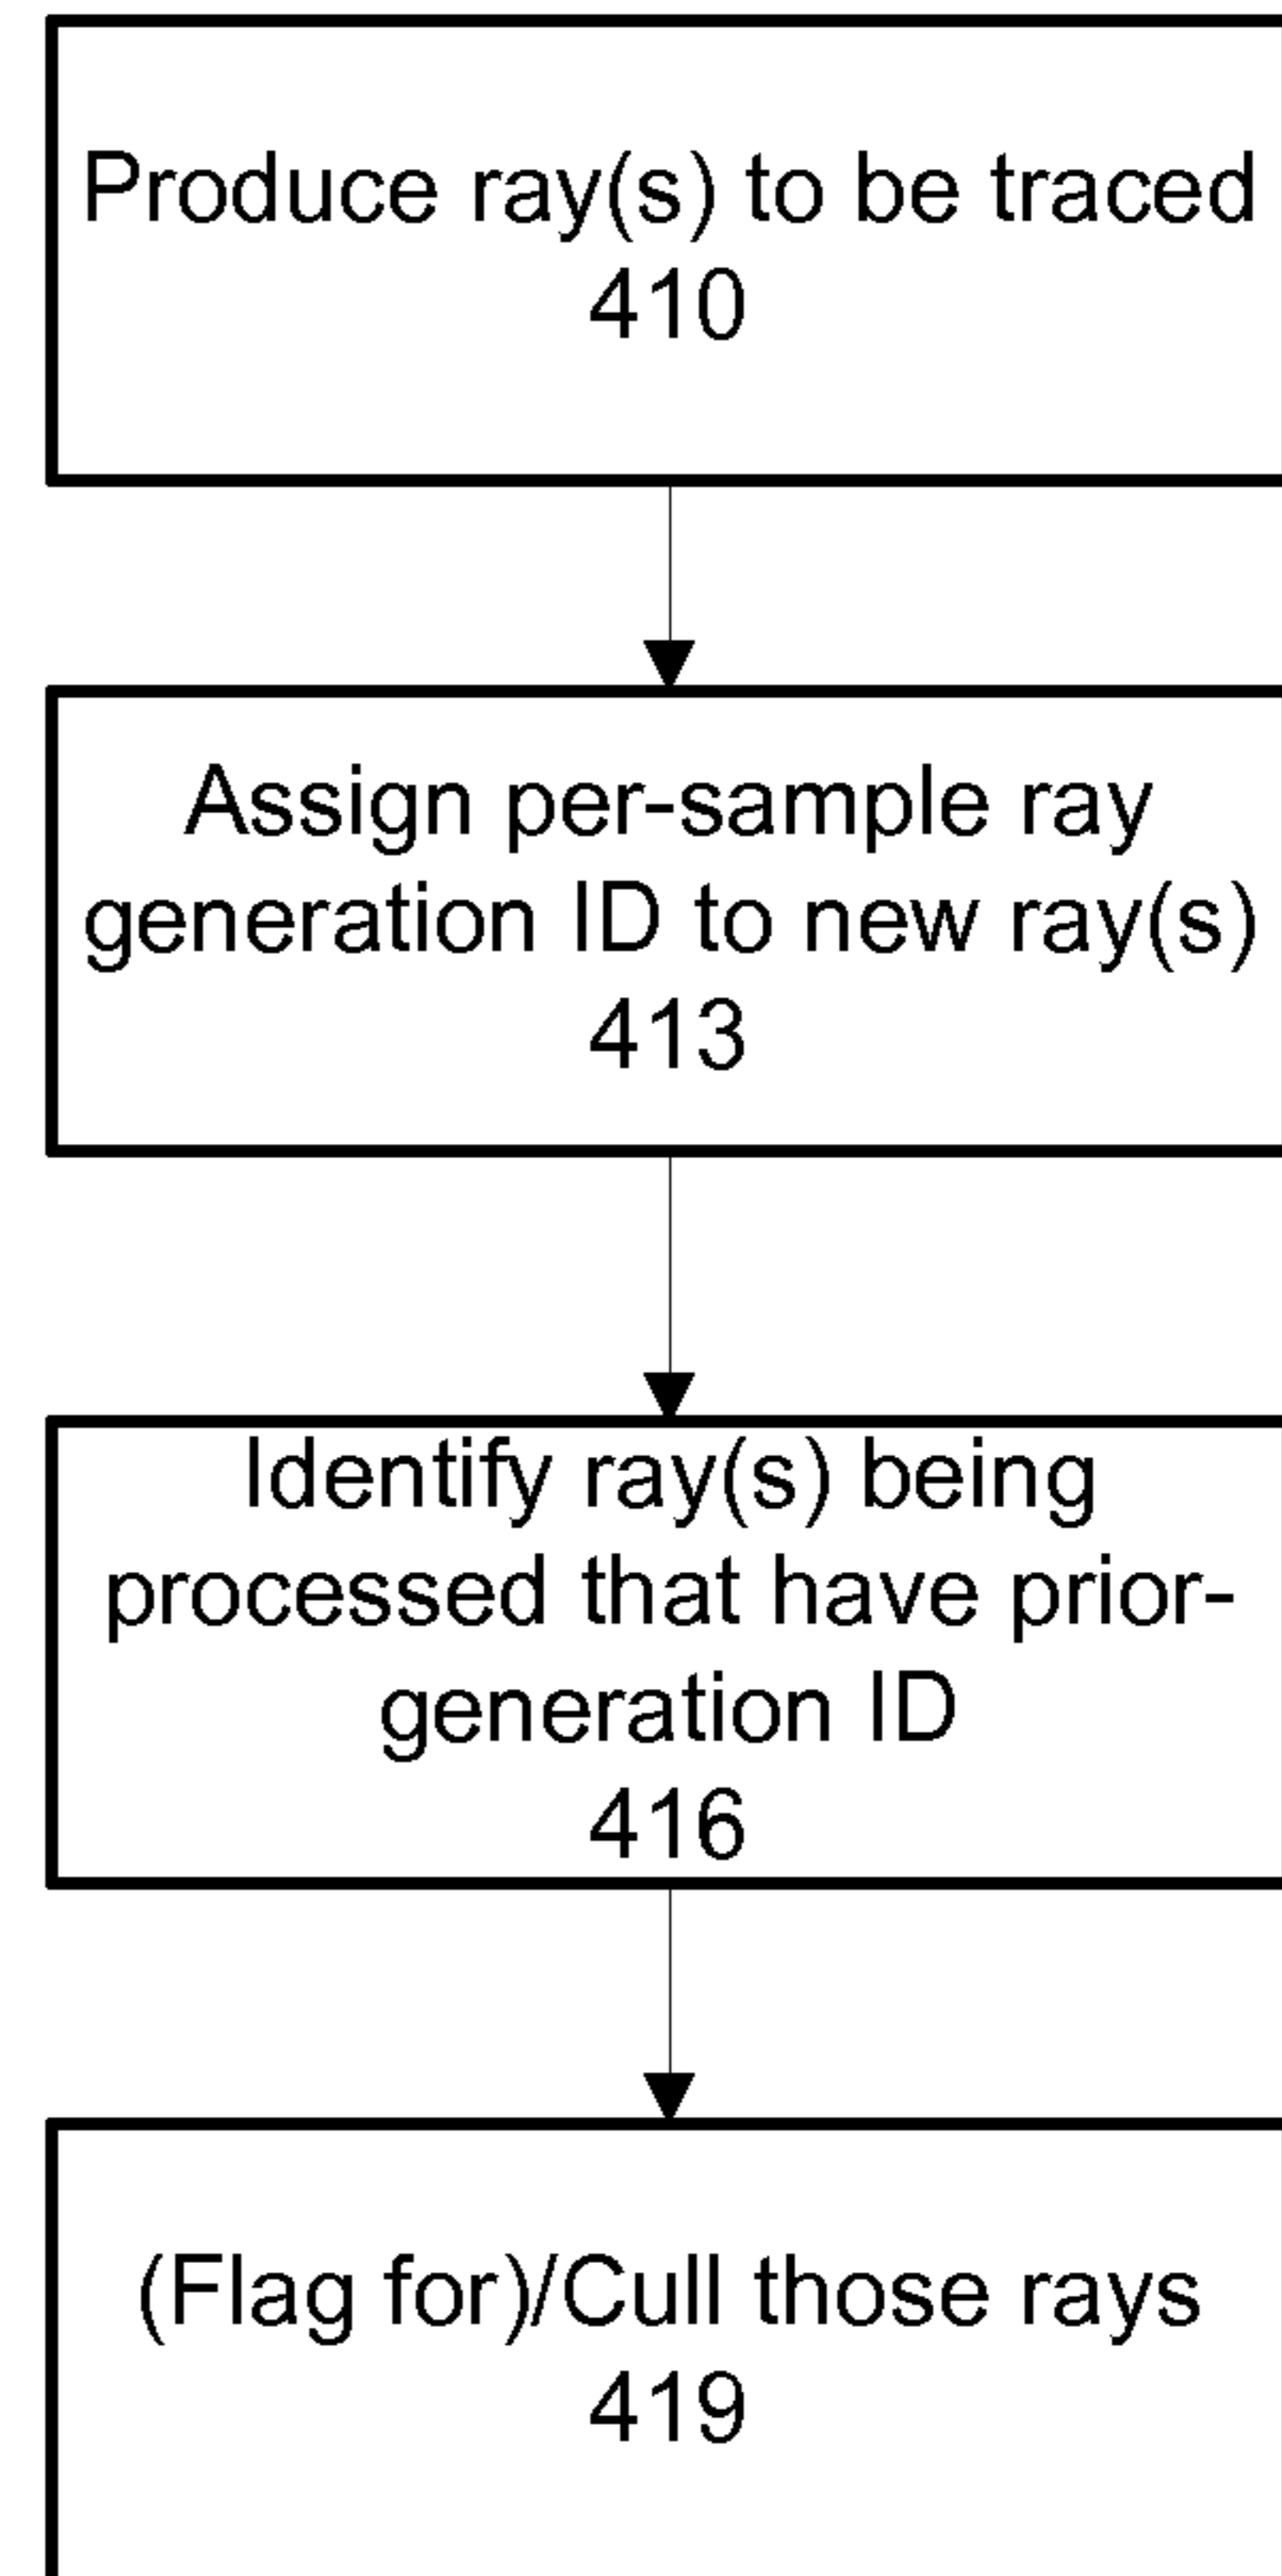 Produce ray(s) to be traced
410
Assign per-sample ray
generation ID to new ray(s)
413
Identify ray(s) being
processed that have prior-
generation ID
416
(Flag for)/Cull those rays
419